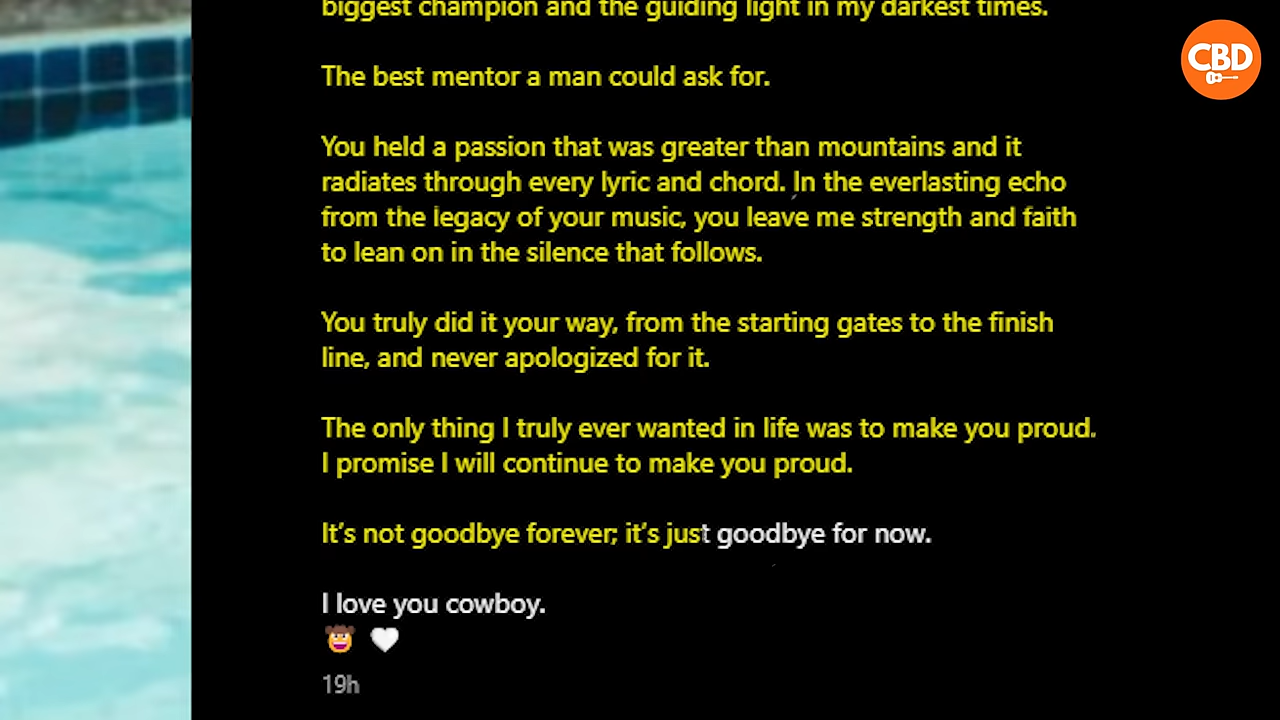 biggest champion and the guiding light in my darkest times.
CBD
The best mentor a man could ask for.
You held a passion that was greater than mountains and it
radiates through every lyric and chord. In the everlasting echo
from the legacy of your music, you leave me strength and faith
to lean on in the silence that follows.
You truly did it your way, from the starting gates to the finish
line, and never apologized for it.
The only thing I truly ever wanted in life was to make you proud.
I promise I will continue to make you proud.
It’s not goodbye forever; it’s just goodbye for now.
I love you cowboy.
🤠 🤍
19h